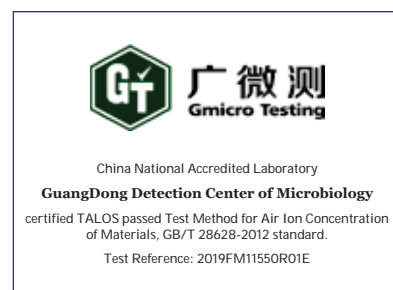 GT
广微测
Gmicro Testing
China National Accredited Laboratory
GuangDong Detection Center of Microbiology
certified TALOS passed Test Method for Air Ion Concentration
of Materials, GB/T 28628-2012 standard.
Test Reference: 2019FM11550R01E